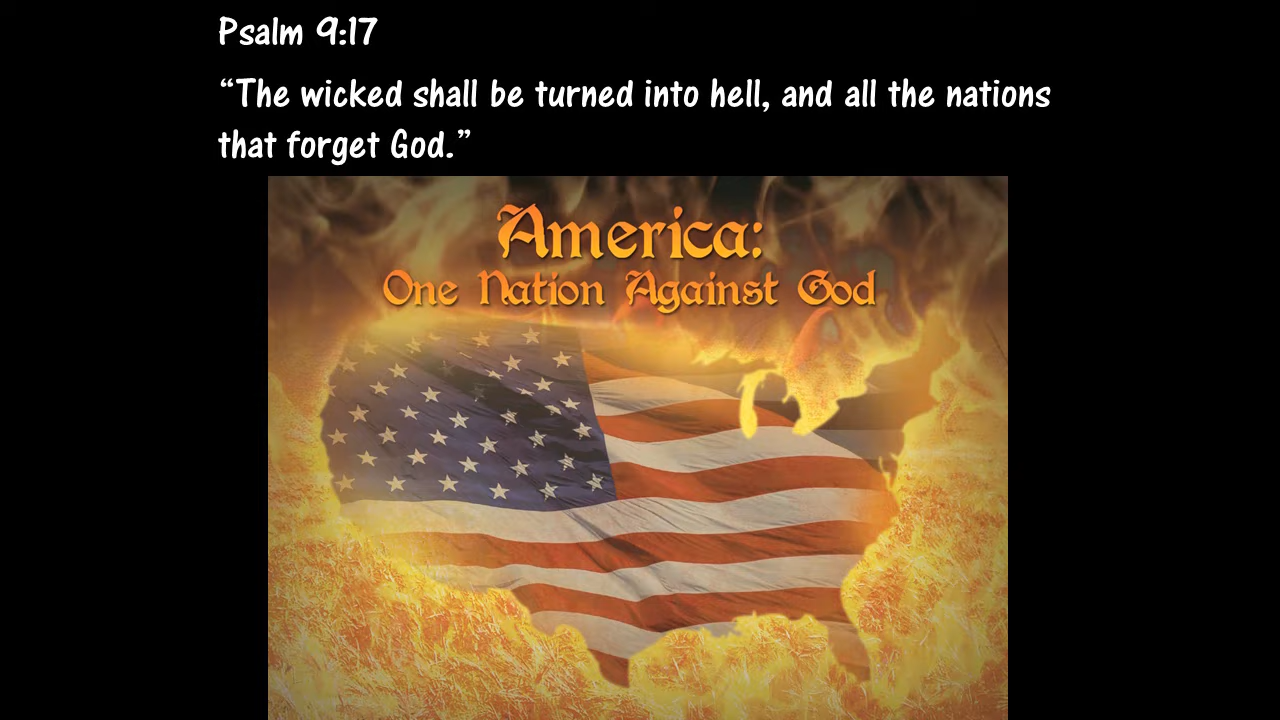 Psalm 9:17
“The wicked shall be turned into hell, and all the nations
that forget God.”
America:
One Nation Against God